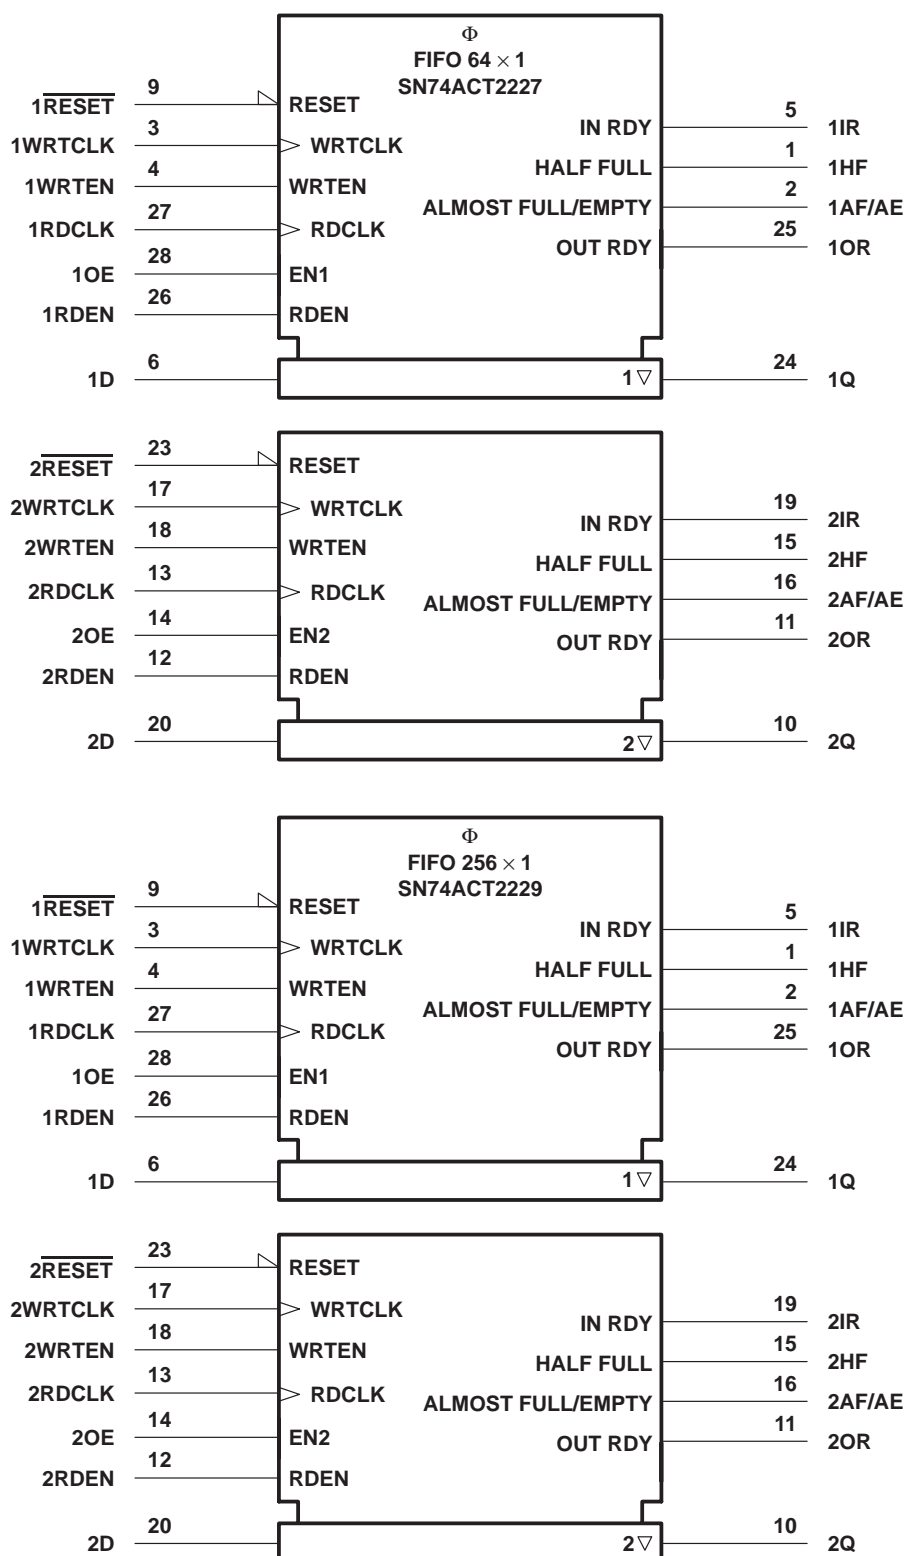 Φ
FIFO 64 × 1
SN74ACT2227
1RESET 9 RESET
1WRTCLK 3 WRTCLK
1WRTEN 4 WRTEN
1RDCLK 27 RDCLK
1OE 28 EN1
1RDEN 26 RDEN
IN RDY 5 1IR
HALF FULL 1 1HF
ALMOST FULL/EMPTY 2 1AF/AE
OUT RDY 25 1OR
1D 6 1▽ 24 1Q
2RESET 23 RESET
2WRTCLK 17 WRTCLK
2WRTEN 18 WRTEN
2RDCLK 13 RDCLK
2OE 14 EN2
2RDEN 12 RDEN
IN RDY 19 2IR
HALF FULL 15 2HF
ALMOST FULL/EMPTY 16 2AF/AE
OUT RDY 11 2OR
2D 20 2▽ 10 2Q
Φ
FIFO 256 × 1
SN74ACT2229
1RESET 9 RESET
1WRTCLK 3 WRTCLK
1WRTEN 4 WRTEN
1RDCLK 27 RDCLK
1OE 28 EN1
1RDEN 26 RDEN
IN RDY 5 1IR
HALF FULL 1 1HF
ALMOST FULL/EMPTY 2 1AF/AE
OUT RDY 25 1OR
1D 6 1▽ 24 1Q
2RESET 23 RESET
2WRTCLK 17 WRTCLK
2WRTEN 18 WRTEN
2RDCLK 13 RDCLK
2OE 14 EN2
2RDEN 12 RDEN
IN RDY 19 2IR
HALF FULL 15 2HF
ALMOST FULL/EMPTY 16 2AF/AE
OUT RDY 11 2OR
2D 20 2▽ 10 2Q